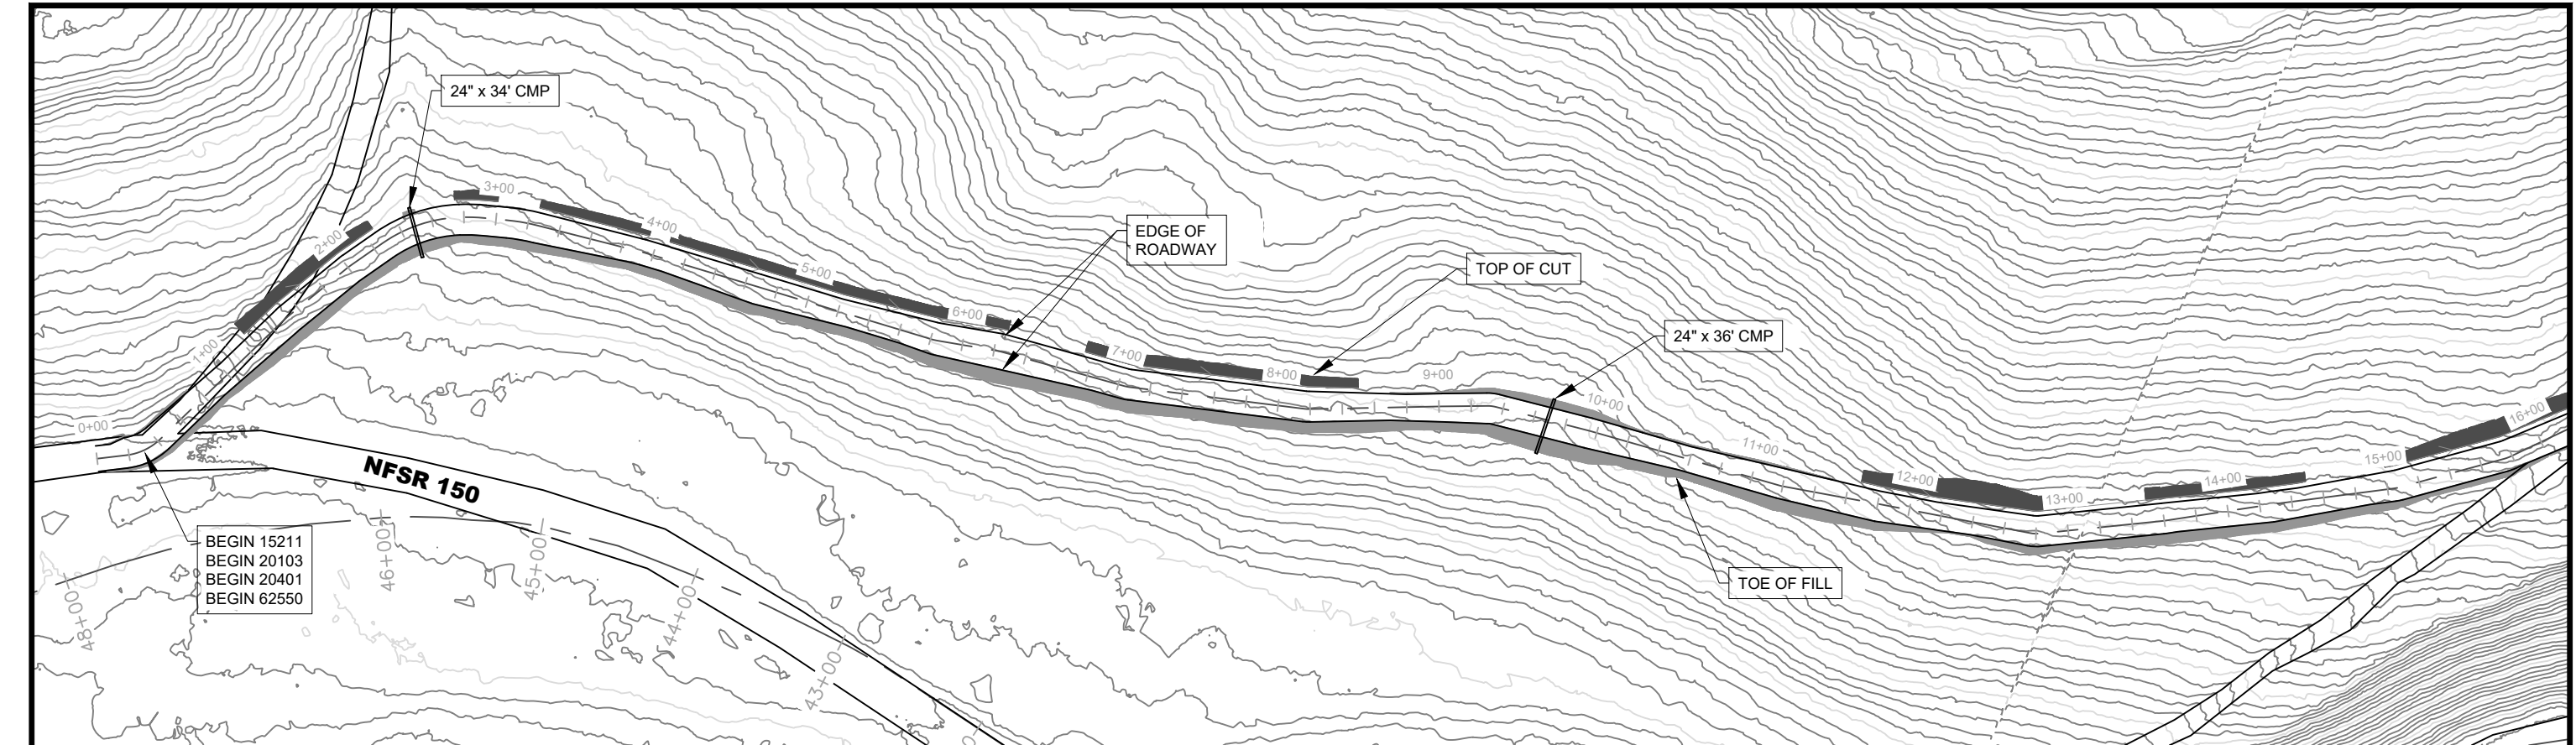 24" x 34' CMP
EDGE OF
ROADWAY
TOP OF CUT
24" x 36' CMP
0+00
1+00
2+00
3+00
4+00
5+00
6+00
7+00
8+00
9+00
10+00
11+00
12+00
13+00
14+00
15+00
16+00
NFSR 150
BEGIN 15211
BEGIN 20103
BEGIN 20401
BEGIN 62550
TOE OF FILL
48+00
46+00
45+00
44+00
43+00